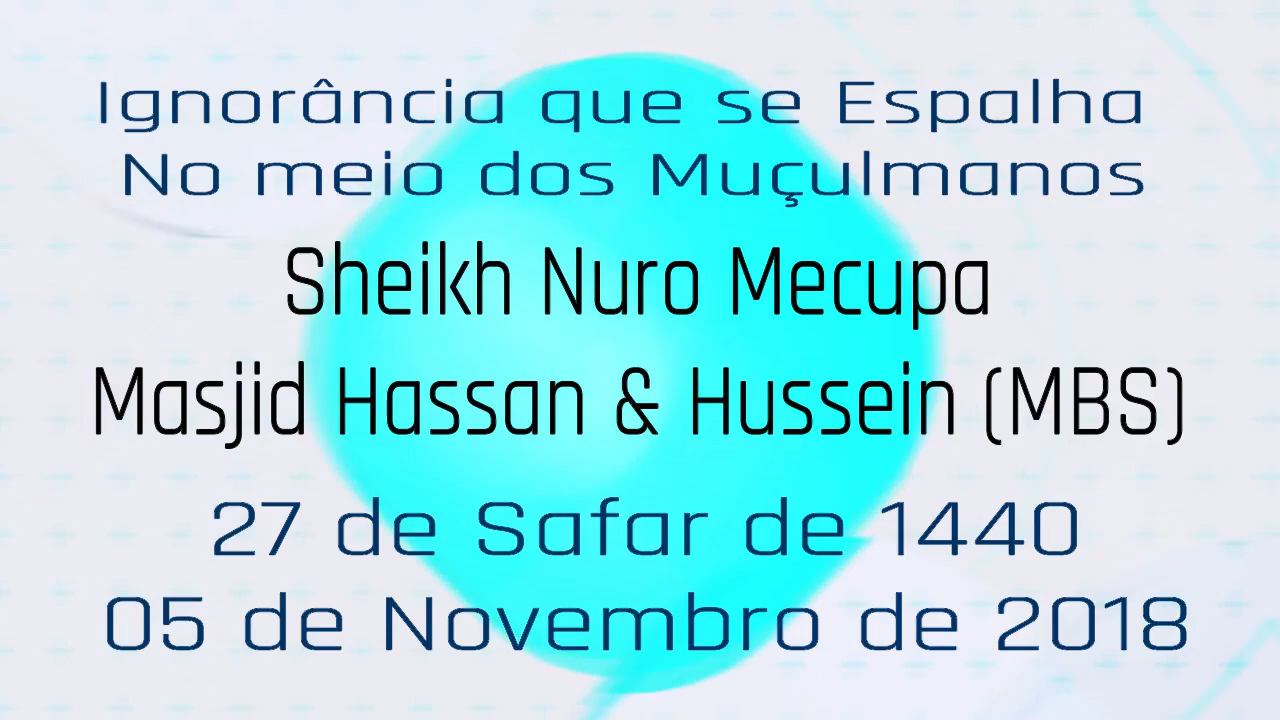 Ignorância que se Espalha
No meio dos Muçulmanos
Sheikh Nuro Mecupa
Masjid Hassan & Hussein (MBS)
27 de Safar de 1440
05 de Novembro de 2018